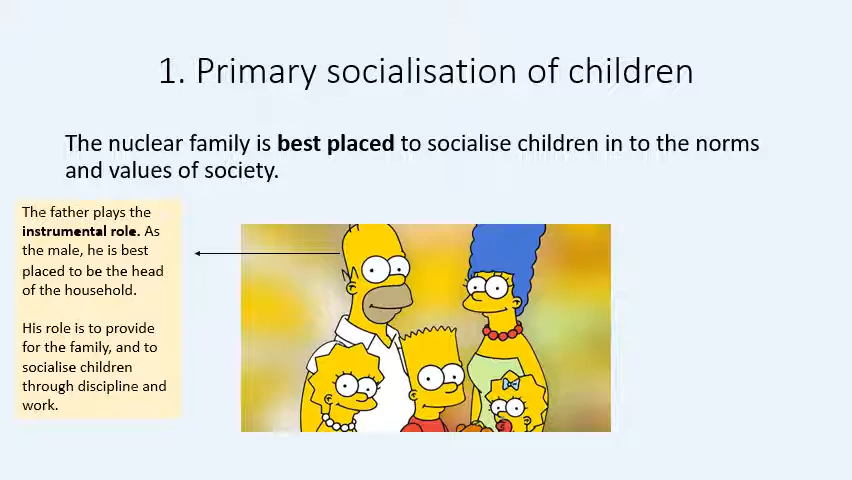 1. Primary socialisation of children
The nuclear family is best placed to socialise children in to the norms
and values of society.
The father plays the
instrumental role. As
the male, he is best
placed to be the head
of the household.
His role is to provide
for the family, and to
socialise children
through discipline and
work.